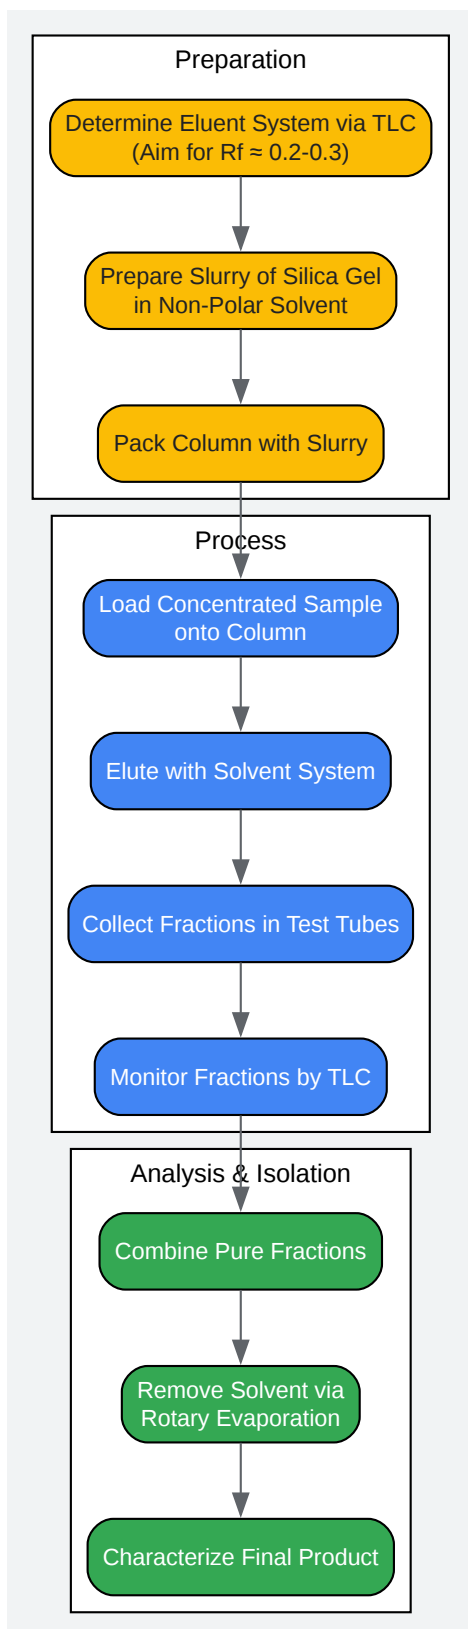 Preparation
Determine Eluent System via TLC
(Aim for Rf ≈ 0.2-0.3)
Prepare Slurry of Silica Gel
in Non-Polar Solvent
Pack Column with Slurry
Process
Load Concentrated Sample
onto Column
Elute with Solvent System
Collect Fractions in Test Tubes
Monitor Fractions by TLC
Analysis & Isolation
Combine Pure Fractions
Remove Solvent via
Rotary Evaporation
Characterize Final Product